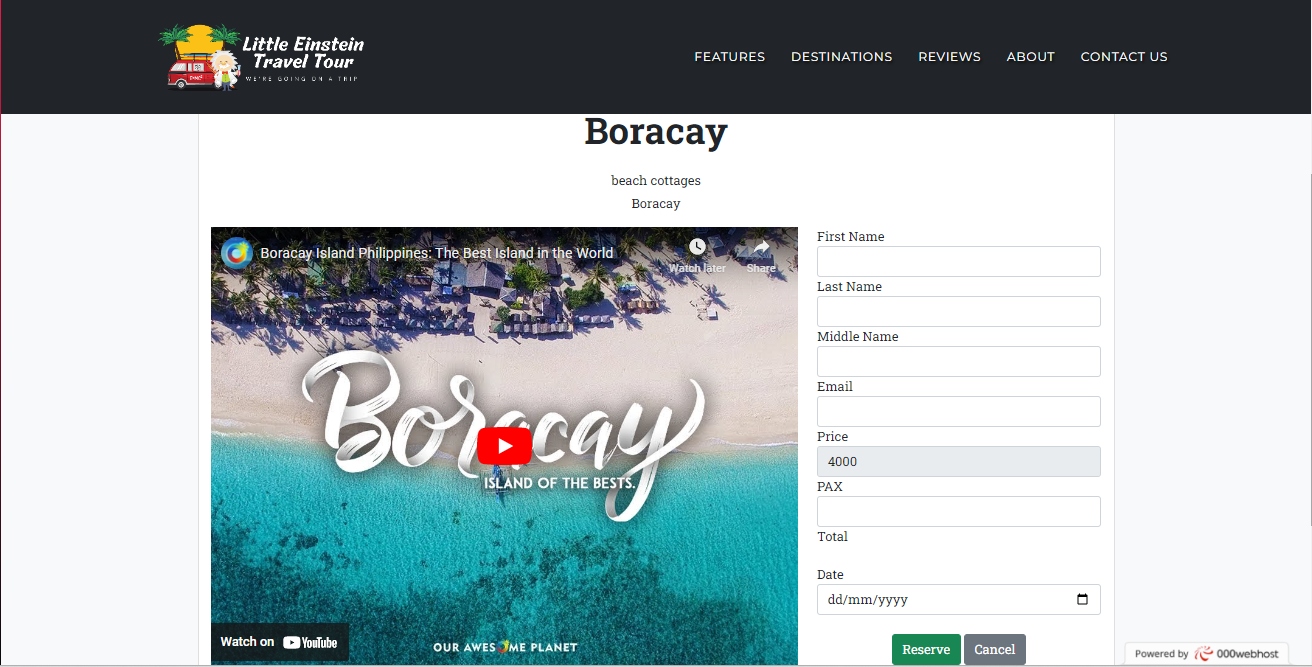 Little Einstein
Travel Tour
WE'RE GOING ON A TRIP
FEATURES
DESTINATIONS
REVIEWS
ABOUT
CONTACT US
Boracay
beach cottages
Boracay
Boracay Island Philippines: The Best Island in the World
Watch later
Share
Boracay
ISLAND OF THE BESTS.
Watch on YouTube
OUR AWESOME PLANET
First Name
Last Name
Middle Name
Email
Price
4000
PAX
Total
Date
dd/mm/yyyy
Reserve
Cancel
Powered by 000webhost